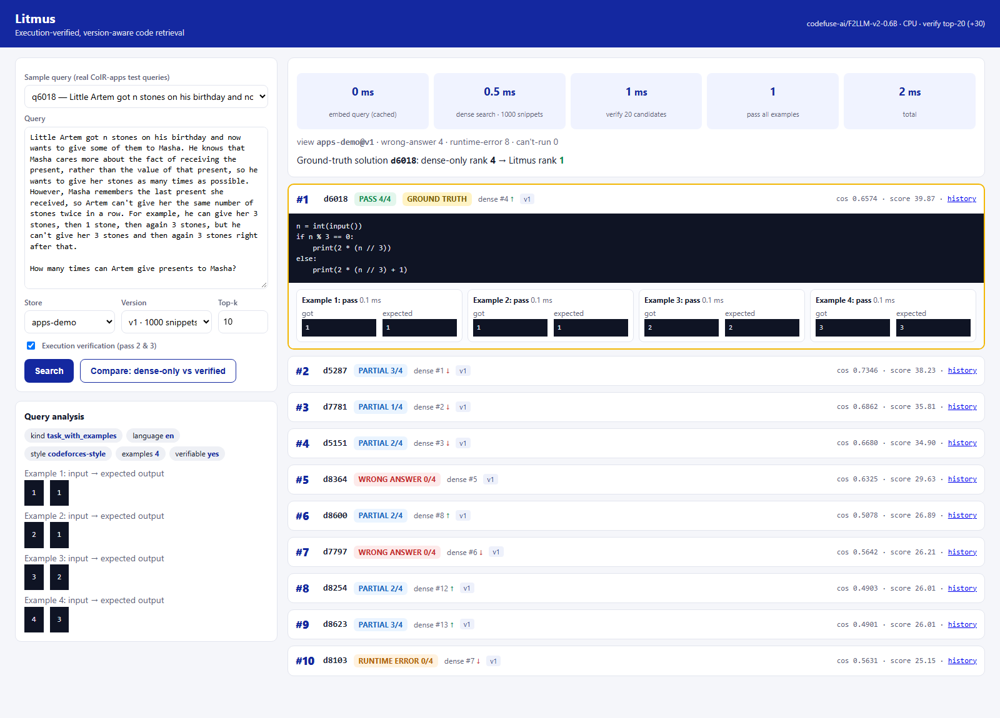 Litmus
Execution-verified, version-aware code retrieval
codefuse-ai/F2LLM-v2-0.6B · CPU · verify top-20 (+30)
Sample query (real CoIR-apps test queries)
q6018 — Little Artem got n stones on his birthday and nc
Query
Little Artem got n stones on his birthday and now
wants to give some of them to Masha. He knows that
Masha cares more about the fact of receiving the
present, rather than the value of that present, so he
wants to give her stones as many times as possible.
However, Masha remembers the last present she
received, so Artem can't give her the same number of
stones twice in a row. For example, he can give her 3
stones, then 1 stone, then again 3 stones, but he
can't give her 3 stones and then again 3 stones right
after that.
How many times can Artem give presents to Masha?
Store Version Top-k
apps-demo v1 · 1000 snippets 10
Execution verification (pass 2 & 3)
Search Compare: dense-only vs verified
Query analysis
kind task_with_examples language en
style codeforces-style examples 4 verifiable yes
Example 1: input → expected output
1 1
Example 2: input → expected output
2 1
Example 3: input → expected output
3 2
Example 4: input → expected output
4 3
0 ms 0.5 ms 1 ms 1 2 ms
embed query (cached) dense search · 1000 snippets verify 20 candidates pass all examples total
view apps-demo@v1 · wrong-answer 4 · runtime-error 8 · can't-run 0
Ground-truth solution d6018: dense-only rank 4 → Litmus rank 1
#1 d6018 PASS 4/4 GROUND TRUTH dense #4 ↑ v1 cos 0.6574 · score 39.87 · history
n = int(input())
if n % 3 == 0:
    print(2 * (n // 3))
else:
    print(2 * (n // 3) + 1)
Example 1: pass 0.1 ms Example 2: pass 0.1 ms Example 3: pass 0.1 ms Example 4: pass 0.1 ms
got expected got expected got expected got expected
1 1 1 1 2 2 3 3
#2 d5287 PARTIAL 3/4 dense #1 ↓ v1 cos 0.7346 · score 38.23 · history
#3 d7781 PARTIAL 1/4 dense #2 ↓ v1 cos 0.6862 · score 35.81 · history
#4 d5151 PARTIAL 2/4 dense #3 ↓ v1 cos 0.6680 · score 34.90 · history
#5 d8364 WRONG ANSWER 0/4 dense #5 v1 cos 0.6325 · score 29.63 · history
#6 d8600 PARTIAL 2/4 dense #8 ↑ v1 cos 0.5078 · score 26.89 · history
#7 d7797 WRONG ANSWER 0/4 dense #6 ↓ v1 cos 0.5642 · score 26.21 · history
#8 d8254 PARTIAL 2/4 dense #12 ↑ v1 cos 0.4903 · score 26.01 · history
#9 d8623 PARTIAL 3/4 dense #13 ↑ v1 cos 0.4901 · score 26.01 · history
#10 d8103 RUNTIME ERROR 0/4 dense #7 ↓ v1 cos 0.5631 · score 25.15 · history